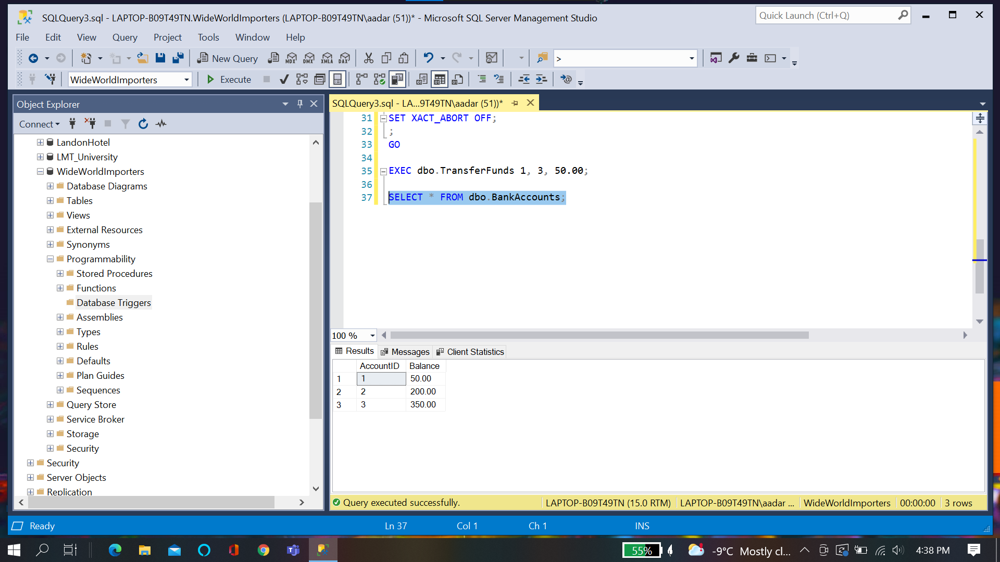 SQLQuery3.sql - LAPTOP-B09T49TN.WideWorldImporters (LAPTOP-B09T49TN\aadar (51))* - Microsoft SQL Server Management Studio
Quick Launch (Ctrl+Q)
File Edit View Query Project Tools Window Help
New Query MDX DMX XMLA DAX >
WideWorldImporters Execute
Object Explorer
Connect
LandonHotel
LMT_University
WideWorldImporters
Database Diagrams
Tables
Views
External Resources
Synonyms
Programmability
Stored Procedures
Functions
Database Triggers
Assemblies
Types
Rules
Defaults
Plan Guides
Sequences
Query Store
Service Broker
Storage
Security
Security
Server Objects
Replication
SQLQuery3.sql - LA...9T49TN\aadar (51))*
31 SET XACT_ABORT OFF;
32 ;
33 GO
34
35 EXEC dbo.TransferFunds 1, 3, 50.00;
36
37 SELECT * FROM dbo.BankAccounts;
100 %
Results Messages Client Statistics
AccountID Balance
1 1 50.00
2 2 200.00
3 3 350.00
Query executed successfully. LAPTOP-B09T49TN (15.0 RTM) LAPTOP-B09T49TN\aadar ... WideWorldImporters 00:00:00 3 rows
Ready Ln 37 Col 1 Ch 1 INS
55% -9°C Mostly cl... 4:38 PM